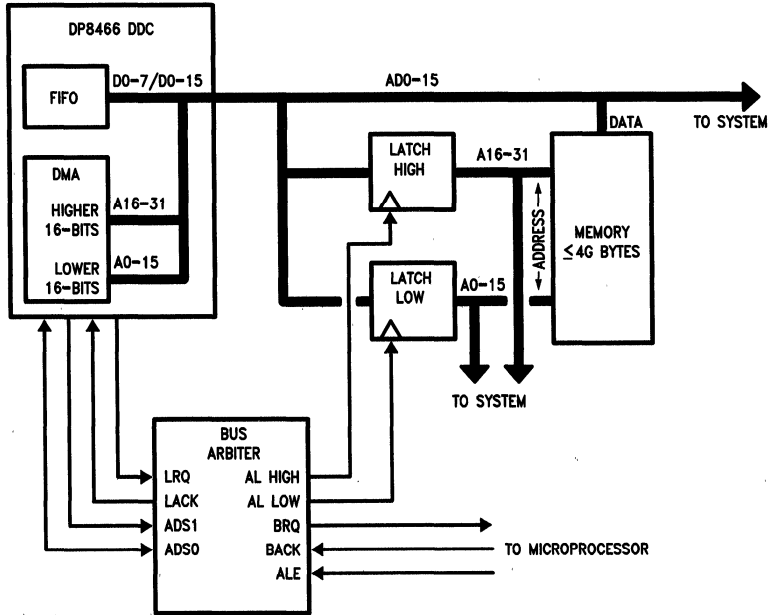 DP8466 DDC
FIFO
D0-7/D0-15
AD0-15
TO SYSTEM
DATA
DMA
HIGHER
16-BITS
A16-31
LOWER
16-BITS
A0-15
LATCH
HIGH
A16-31
LATCH
LOW
A0-15
ADDRESS
MEMORY
≤4G BYTES
TO SYSTEM
BUS
ARBITER
LRQ
LACK
ADS1
ADS0
AL HIGH
AL LOW
BRQ
BACK
ALE
TO MICROPROCESSOR